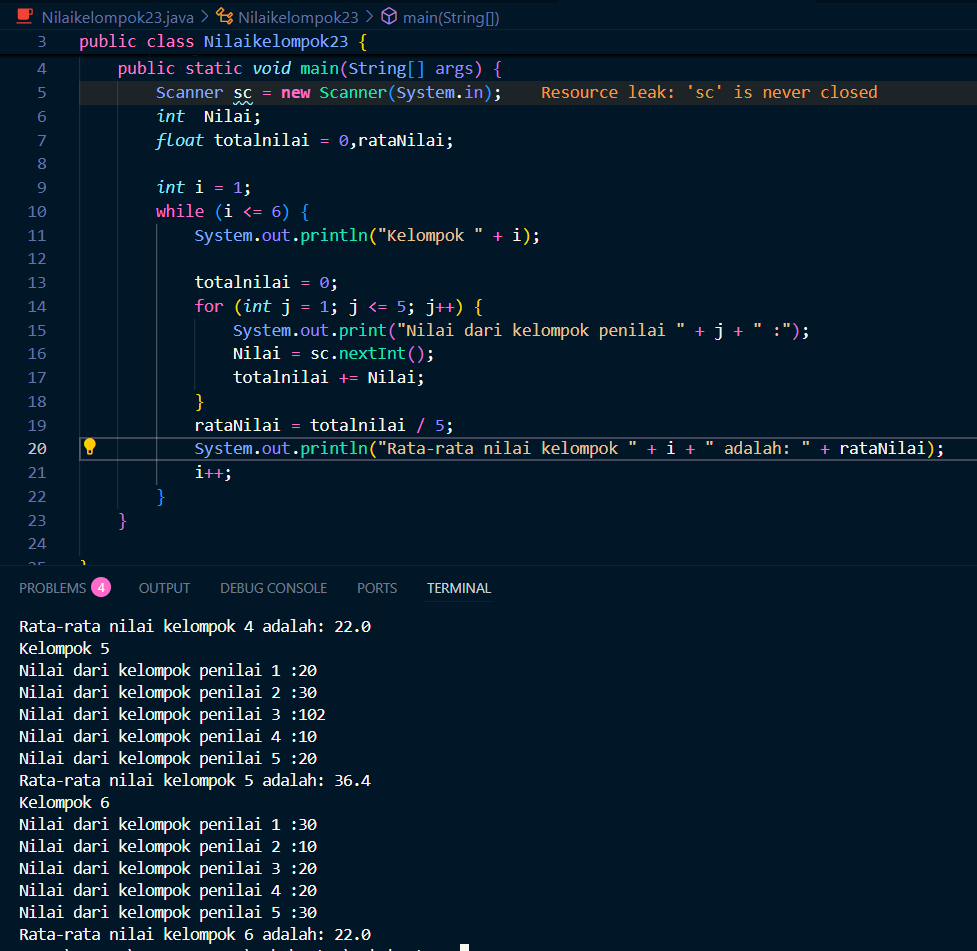 Nilaikelompok23.java > Nilaikelompok23 > main(String[])
3 public class Nilaikelompok23 {
4 public static void main(String[] args) {
5 Scanner sc = new Scanner(System.in); Resource leak: 'sc' is never closed
6 int Nilai;
7 float totalnilai = 0,rataNilai;
8
9 int i = 1;
10 while (i <= 6) {
11 System.out.println("Kelompok " + i);
12
13 totalnilai = 0;
14 for (int j = 1; j <= 5; j++) {
15 System.out.print("Nilai dari kelompok penilai " + j + " :");
16 Nilai = sc.nextInt();
17 totalnilai += Nilai;
18 }
19 rataNilai = totalnilai / 5;
20 System.out.println("Rata-rata nilai kelompok " + i + " adalah: " + rataNilai);
21 i++;
22 }
23 }
24
25 }
PROBLEMS 4 OUTPUT DEBUG CONSOLE PORTS TERMINAL
Rata-rata nilai kelompok 4 adalah: 22.0
Kelompok 5
Nilai dari kelompok penilai 1 :20
Nilai dari kelompok penilai 2 :30
Nilai dari kelompok penilai 3 :102
Nilai dari kelompok penilai 4 :10
Nilai dari kelompok penilai 5 :20
Rata-rata nilai kelompok 5 adalah: 36.4
Kelompok 6
Nilai dari kelompok penilai 1 :30
Nilai dari kelompok penilai 2 :10
Nilai dari kelompok penilai 3 :20
Nilai dari kelompok penilai 4 :20
Nilai dari kelompok penilai 5 :30
Rata-rata nilai kelompok 6 adalah: 22.0